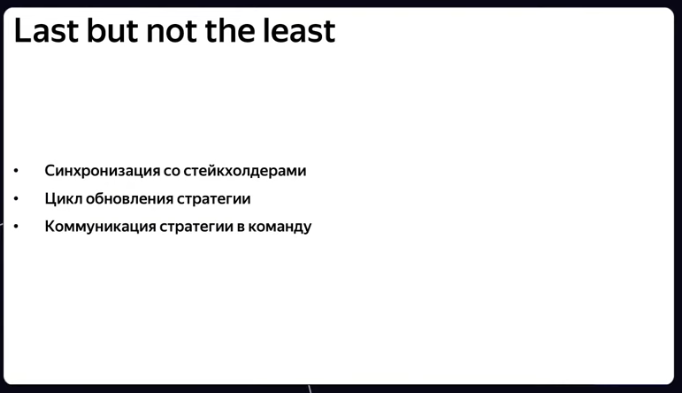 Last but not the least
• Синхронизация со стейкхолдерами
• Цикл обновления стратегии
• Коммуникация стратегии в команду